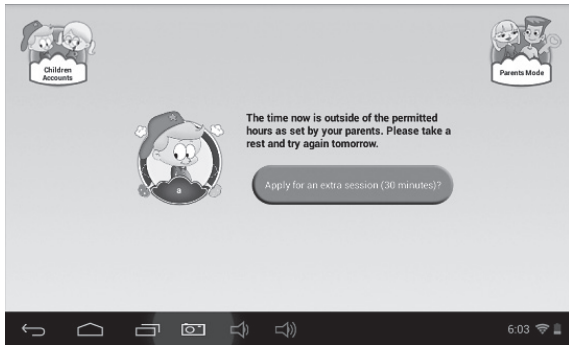 Children
Accounts
Parents Mode
The time now is outside of the permitted
hours as set by your parents. Please take a
rest and try again tomorrow.
a
Apply for an extra session (30 minutes)?
6:03